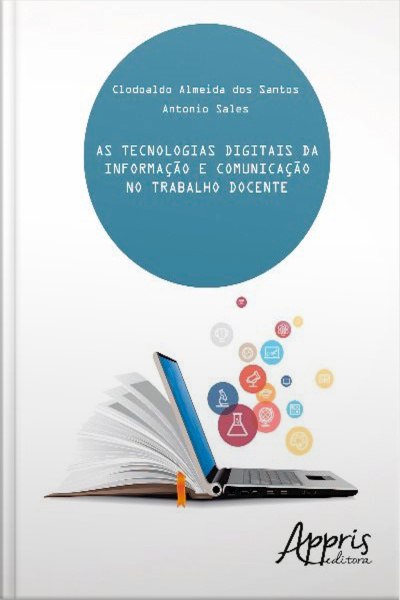 Clodoaldo Almeida dos Santos
Antonio Sales
AS TECNOLOGIAS DIGITAIS DA
INFORMAÇÃO E COMUNICAÇÃO
NO TRABALHO DOCENTE
Appris
editora